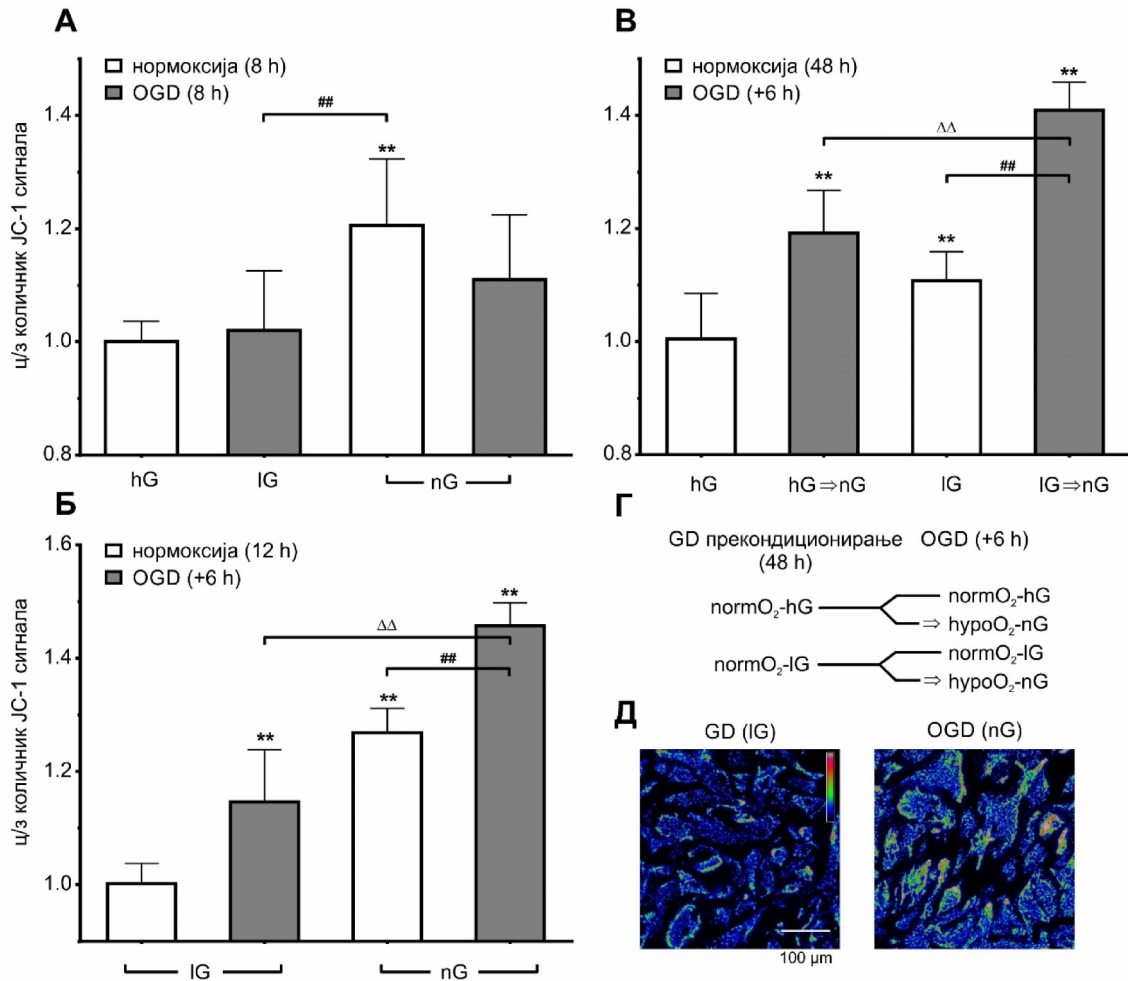 А
нормоксија (8 h)
OGD (8 h)
##
**
1.4
1.2
1.0
0.8
ц/з количник JC-1 сигнала
hG
lG
nG
В
нормоксија (48 h)
OGD (+6 h)
**
ΔΔ
##
**
**
1.4
1.2
1.0
0.8
hG
hG⇒nG
lG
lG⇒nG
Б
нормоксија (12 h)
OGD (+6 h)
**
ΔΔ
##
**
**
1.6
1.4
1.2
1.0
ц/з количник JC-1 сигнала
lG
nG
Г
GD прекондиционирање
(48 h)
OGD (+6 h)
normO₂-hG
normO₂-hG
⇒ hypoO₂-nG
normO₂-lG
normO₂-lG
⇒ hypoO₂-nG
Д
GD (lG)
OGD (nG)
100 µm